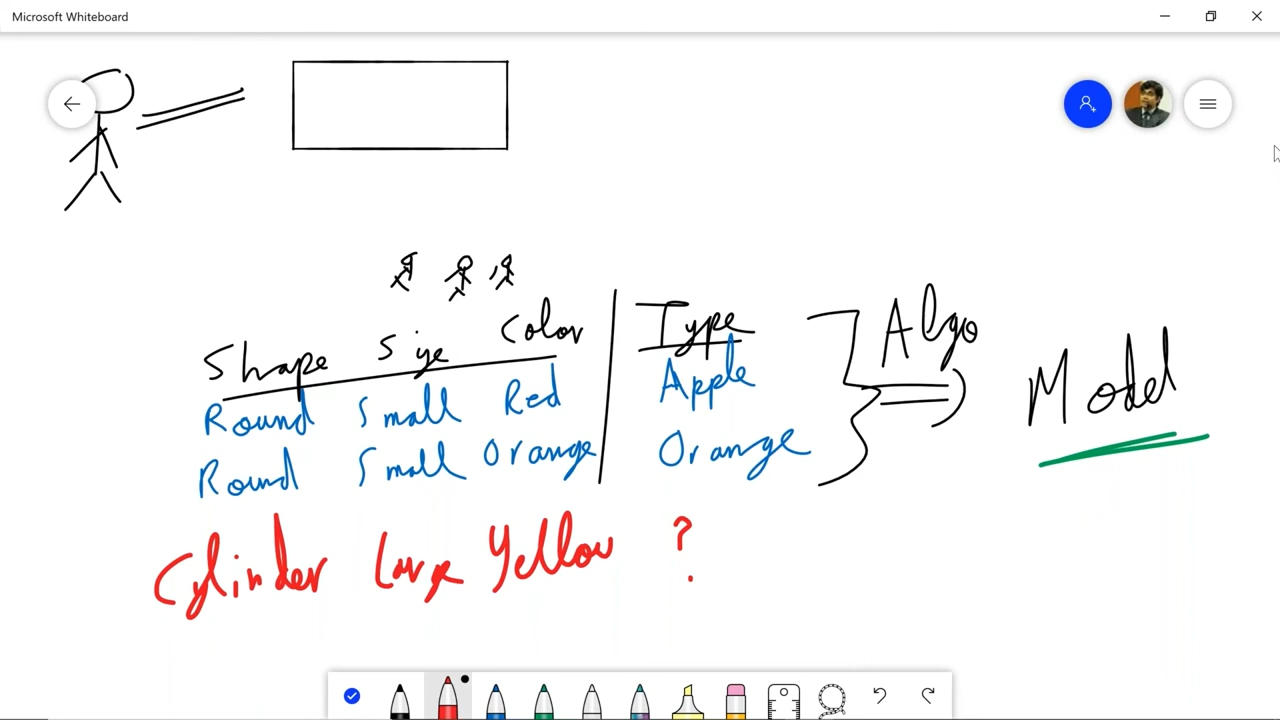 Microsoft Whiteboard
Shape Size Color Type
Round Small Red Apple
Round Small Orange Orange
Algo
Model
Cylinder Large Yellow ?